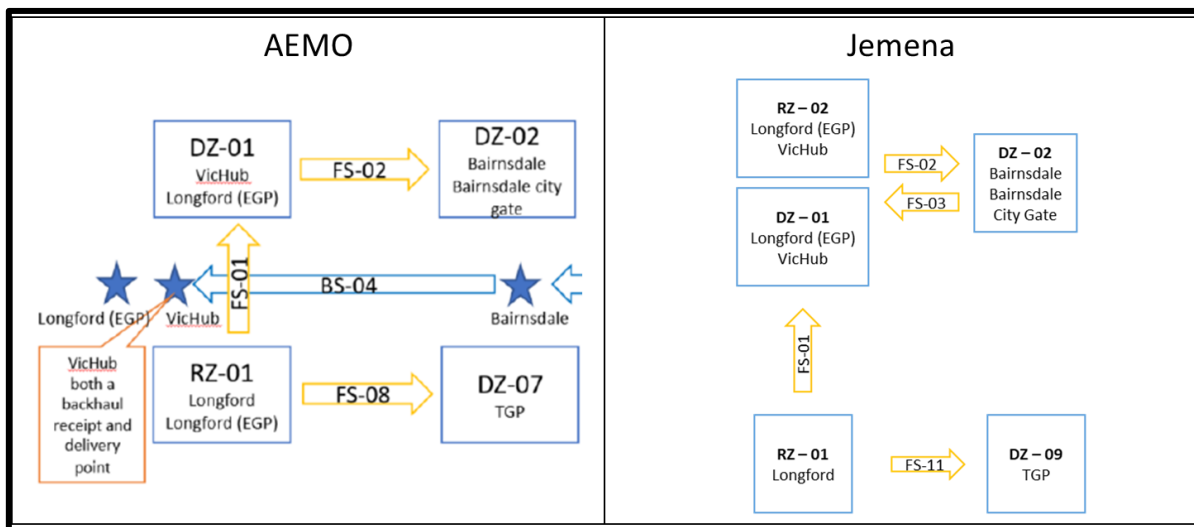 AEMO
DZ-01
VicHub
Longford (EGP)
FS-02
DZ-02
Bairnsdale
Bairnsdale city
gate
FS-01
BS-04
Longford (EGP)
VicHub
Bairnsdale
VicHub
both a
backhaul
receipt and
delivery
point
RZ-01
Longford
Longford (EGP)
FS-08
DZ-07
TGP
Jemena
RZ – 02
Longford (EGP)
VicHub
FS-02
FS-03
DZ – 02
Bairnsdale
Bairnsdale
City Gate
DZ – 01
Longford (EGP)
VicHub
FS-01
RZ – 01
Longford
FS-11
DZ – 09
TGP